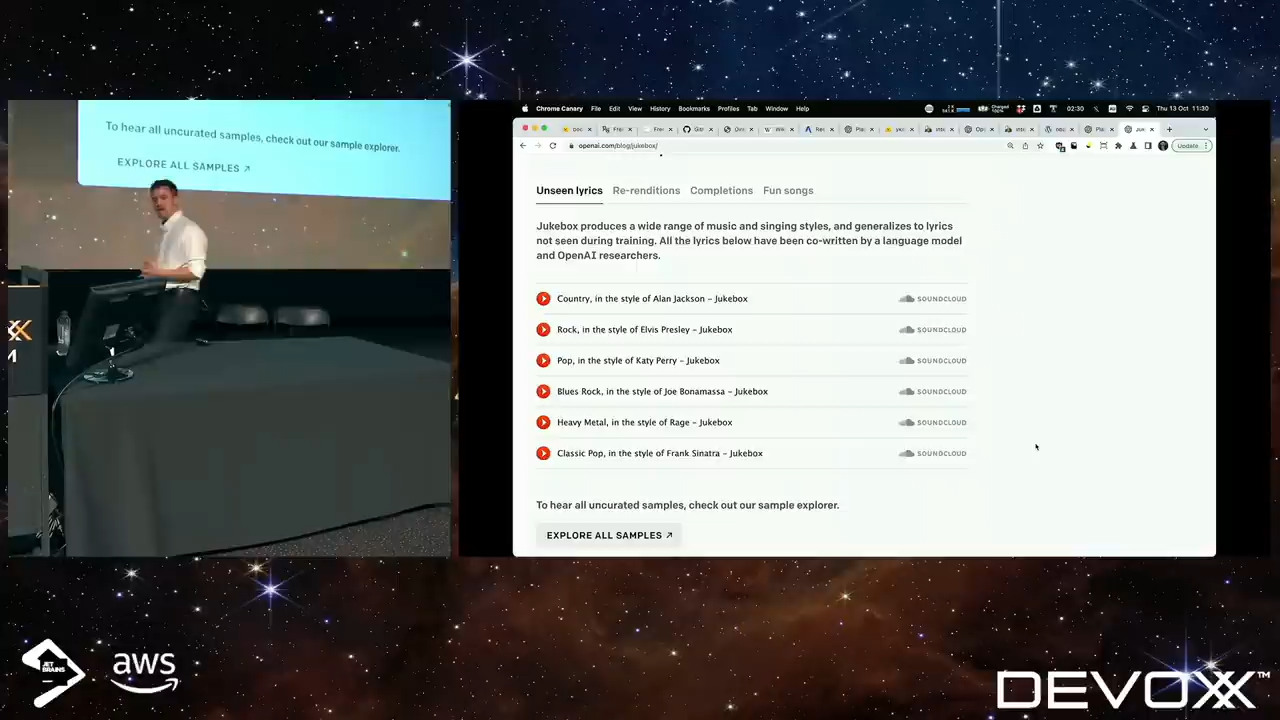 To hear all uncurated samples, check out our sample explorer.
EXPLORE ALL SAMPLES ↗
M
Chrome Canary File Edit View History Bookmarks Profiles Tab Window Help
02:30
Thu 13 Oct 11:30
openai.com/blog/jukebox/
Update
Unseen lyrics Re-renditions Completions Fun songs
Jukebox produces a wide range of music and singing styles, and generalizes to lyrics
not seen during training. All the lyrics below have been co-written by a language model
and OpenAI researchers.
Country, in the style of Alan Jackson – Jukebox SOUNDCLOUD
Rock, in the style of Elvis Presley – Jukebox SOUNDCLOUD
Pop, in the style of Katy Perry – Jukebox SOUNDCLOUD
Blues Rock, in the style of Joe Bonamassa – Jukebox SOUNDCLOUD
Heavy Metal, in the style of Rage – Jukebox SOUNDCLOUD
Classic Pop, in the style of Frank Sinatra – Jukebox SOUNDCLOUD
To hear all uncurated samples, check out our sample explorer.
EXPLORE ALL SAMPLES ↗
JET
BRAINS
aws
DEVOXX™